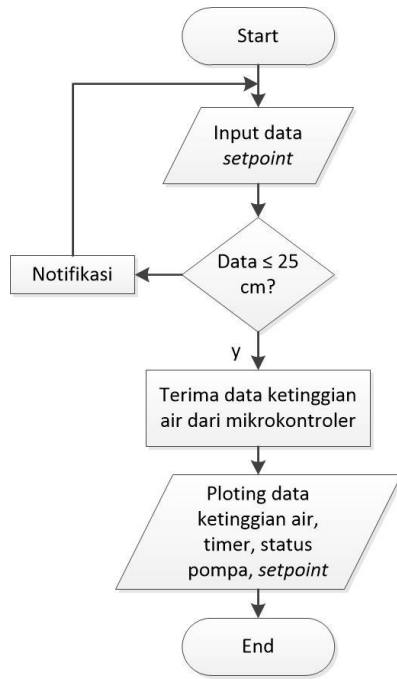 Start
Input data
setpoint
Data ≤ 25
cm?
Notifikasi
y
Terima data ketinggian
air dari mikrokontroler
Ploting data
ketinggian air,
timer, status
pompa, setpoint
End